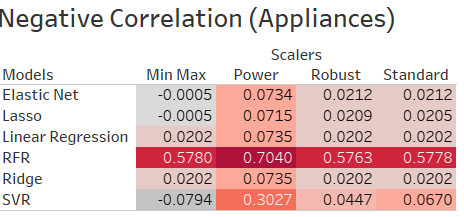 Negative Correlation (Appliances)
Scalers
Models Min Max Power Robust Standard
Elastic Net -0.0005 0.0734 0.0212 0.0212
Lasso -0.0005 0.0715 0.0209 0.0205
Linear Regression 0.0202 0.0735 0.0202 0.0202
RFR 0.5780 0.7040 0.5763 0.5778
Ridge 0.0202 0.0735 0.0202 0.0202
SVR -0.0794 0.3027 0.0447 0.0670